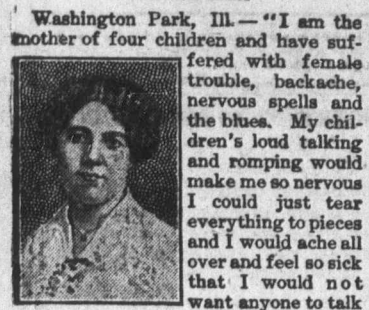 Washington Park, Ill.—"I am the
mother of four children and have suf-
fered with female
trouble, backache,
nervous spells and
the blues. My chil-
dren's loud talking
and romping would
make me so nervous
I could just tear
everything to pieces
and I would ache all
over and feel so sick
that I would not
want anyone to talk